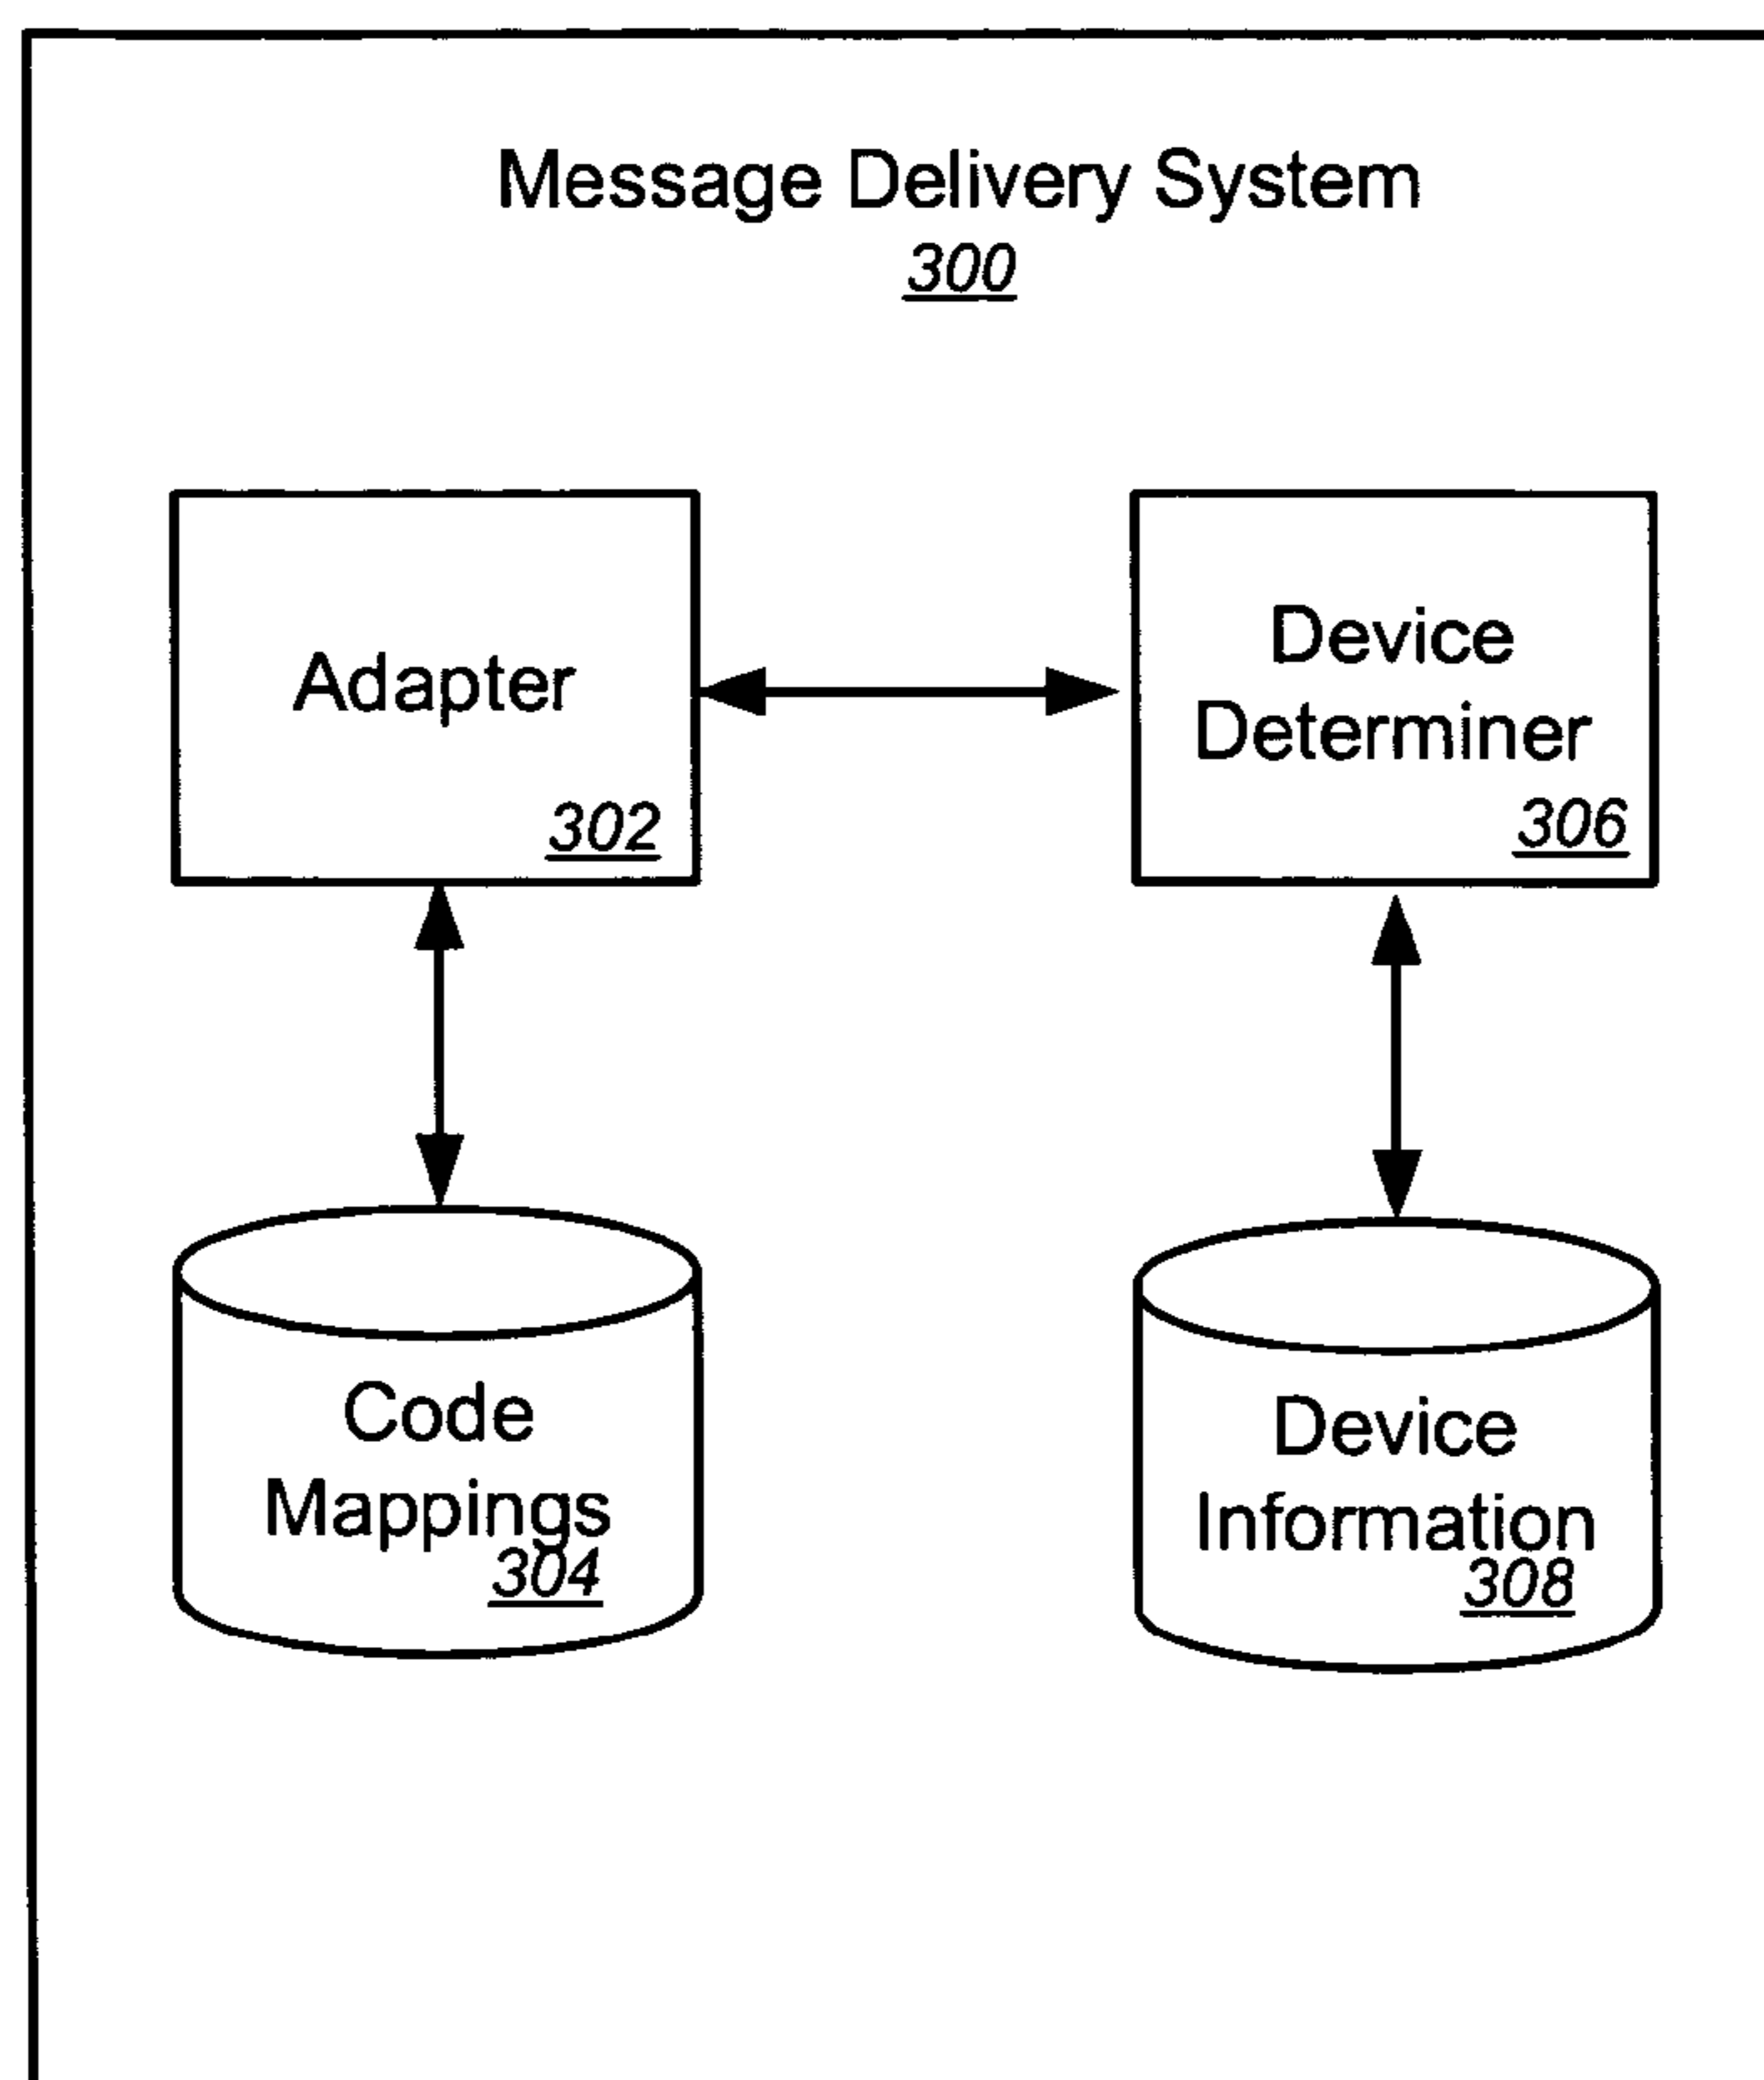 Message Delivery System
300
Adapter
302
Device
Determiner
306
Code
Mappings
304
Device
Information
308